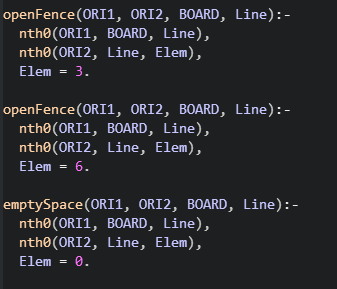 openFence(ORI1, ORI2, BOARD, Line):-
  nth0(ORI1, BOARD, Line),
  nth0(ORI2, Line, Elem),
  Elem = 3.

openFence(ORI1, ORI2, BOARD, Line):-
  nth0(ORI1, BOARD, Line),
  nth0(ORI2, Line, Elem),
  Elem = 6.

emptySpace(ORI1, ORI2, BOARD, Line):-
  nth0(ORI1, BOARD, Line),
  nth0(ORI2, Line, Elem),
  Elem = 0.